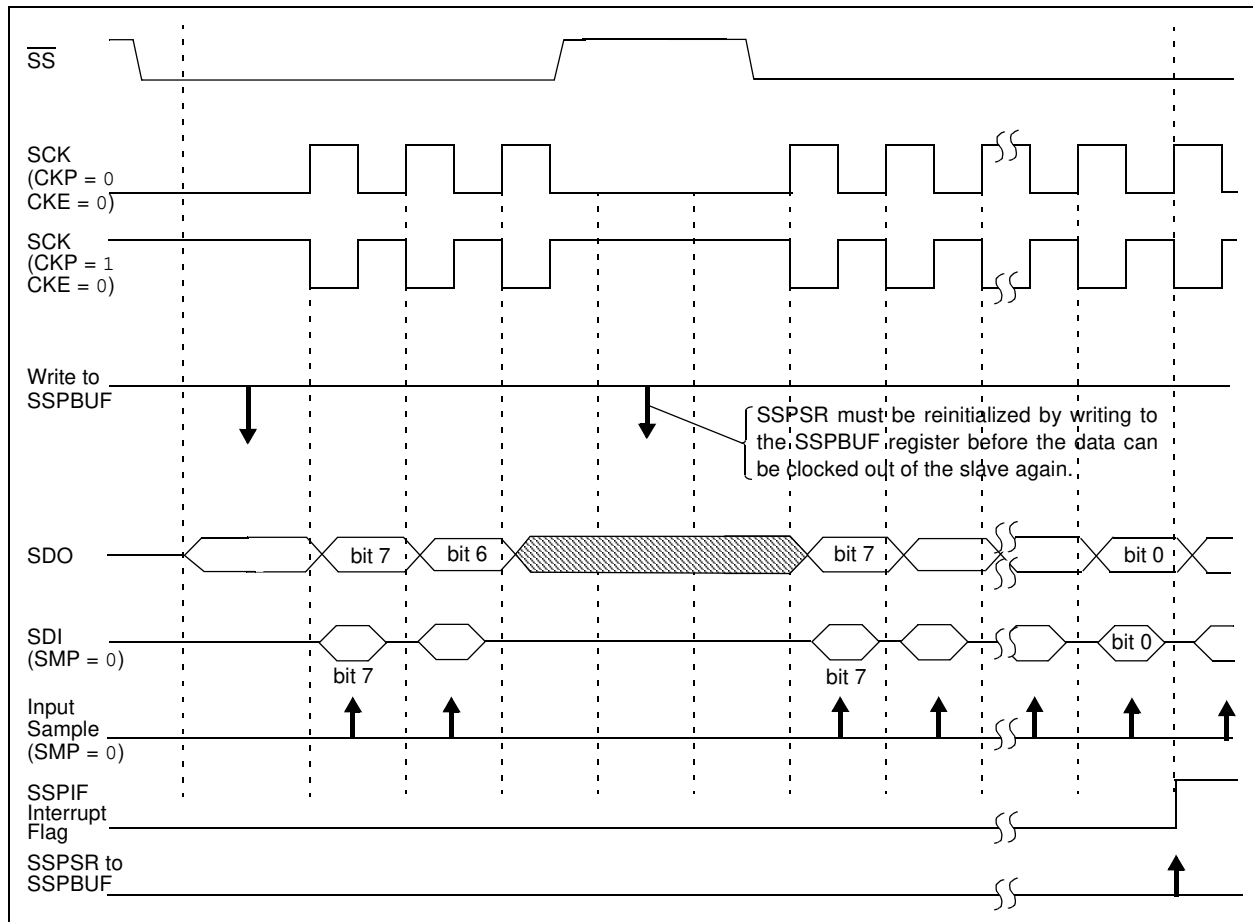 SS
SCK
(CKP = 0
CKE = 0)
SCK
(CKP = 1
CKE = 0)
Write to
SSPBUF
SSPSR must be reinitialized by writing to
the SSPBUF register before the data can
be clocked out of the slave again.
SDO
bit 7
bit 6
bit 7
bit 0
SDI
(SMP = 0)
bit 7
bit 7
bit 0
Input
Sample
(SMP = 0)
SSPIF
Interrupt
Flag
SSPSR to
SSPBUF